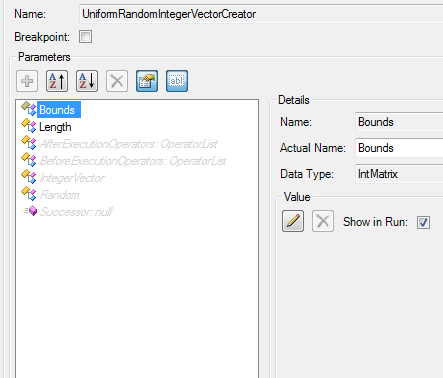 Name: UniformRandomIntegerVectorCreator
Breakpoint:
Parameters
Bounds
Length
AfterExecutionOperators: OperatorList
BeforeExecutionOperators: OperatorList
IntegerVector
Random
Successor: null
Details
Name: Bounds
Actual Name: Bounds
Data Type: IntMatrix
Value
Show in Run: